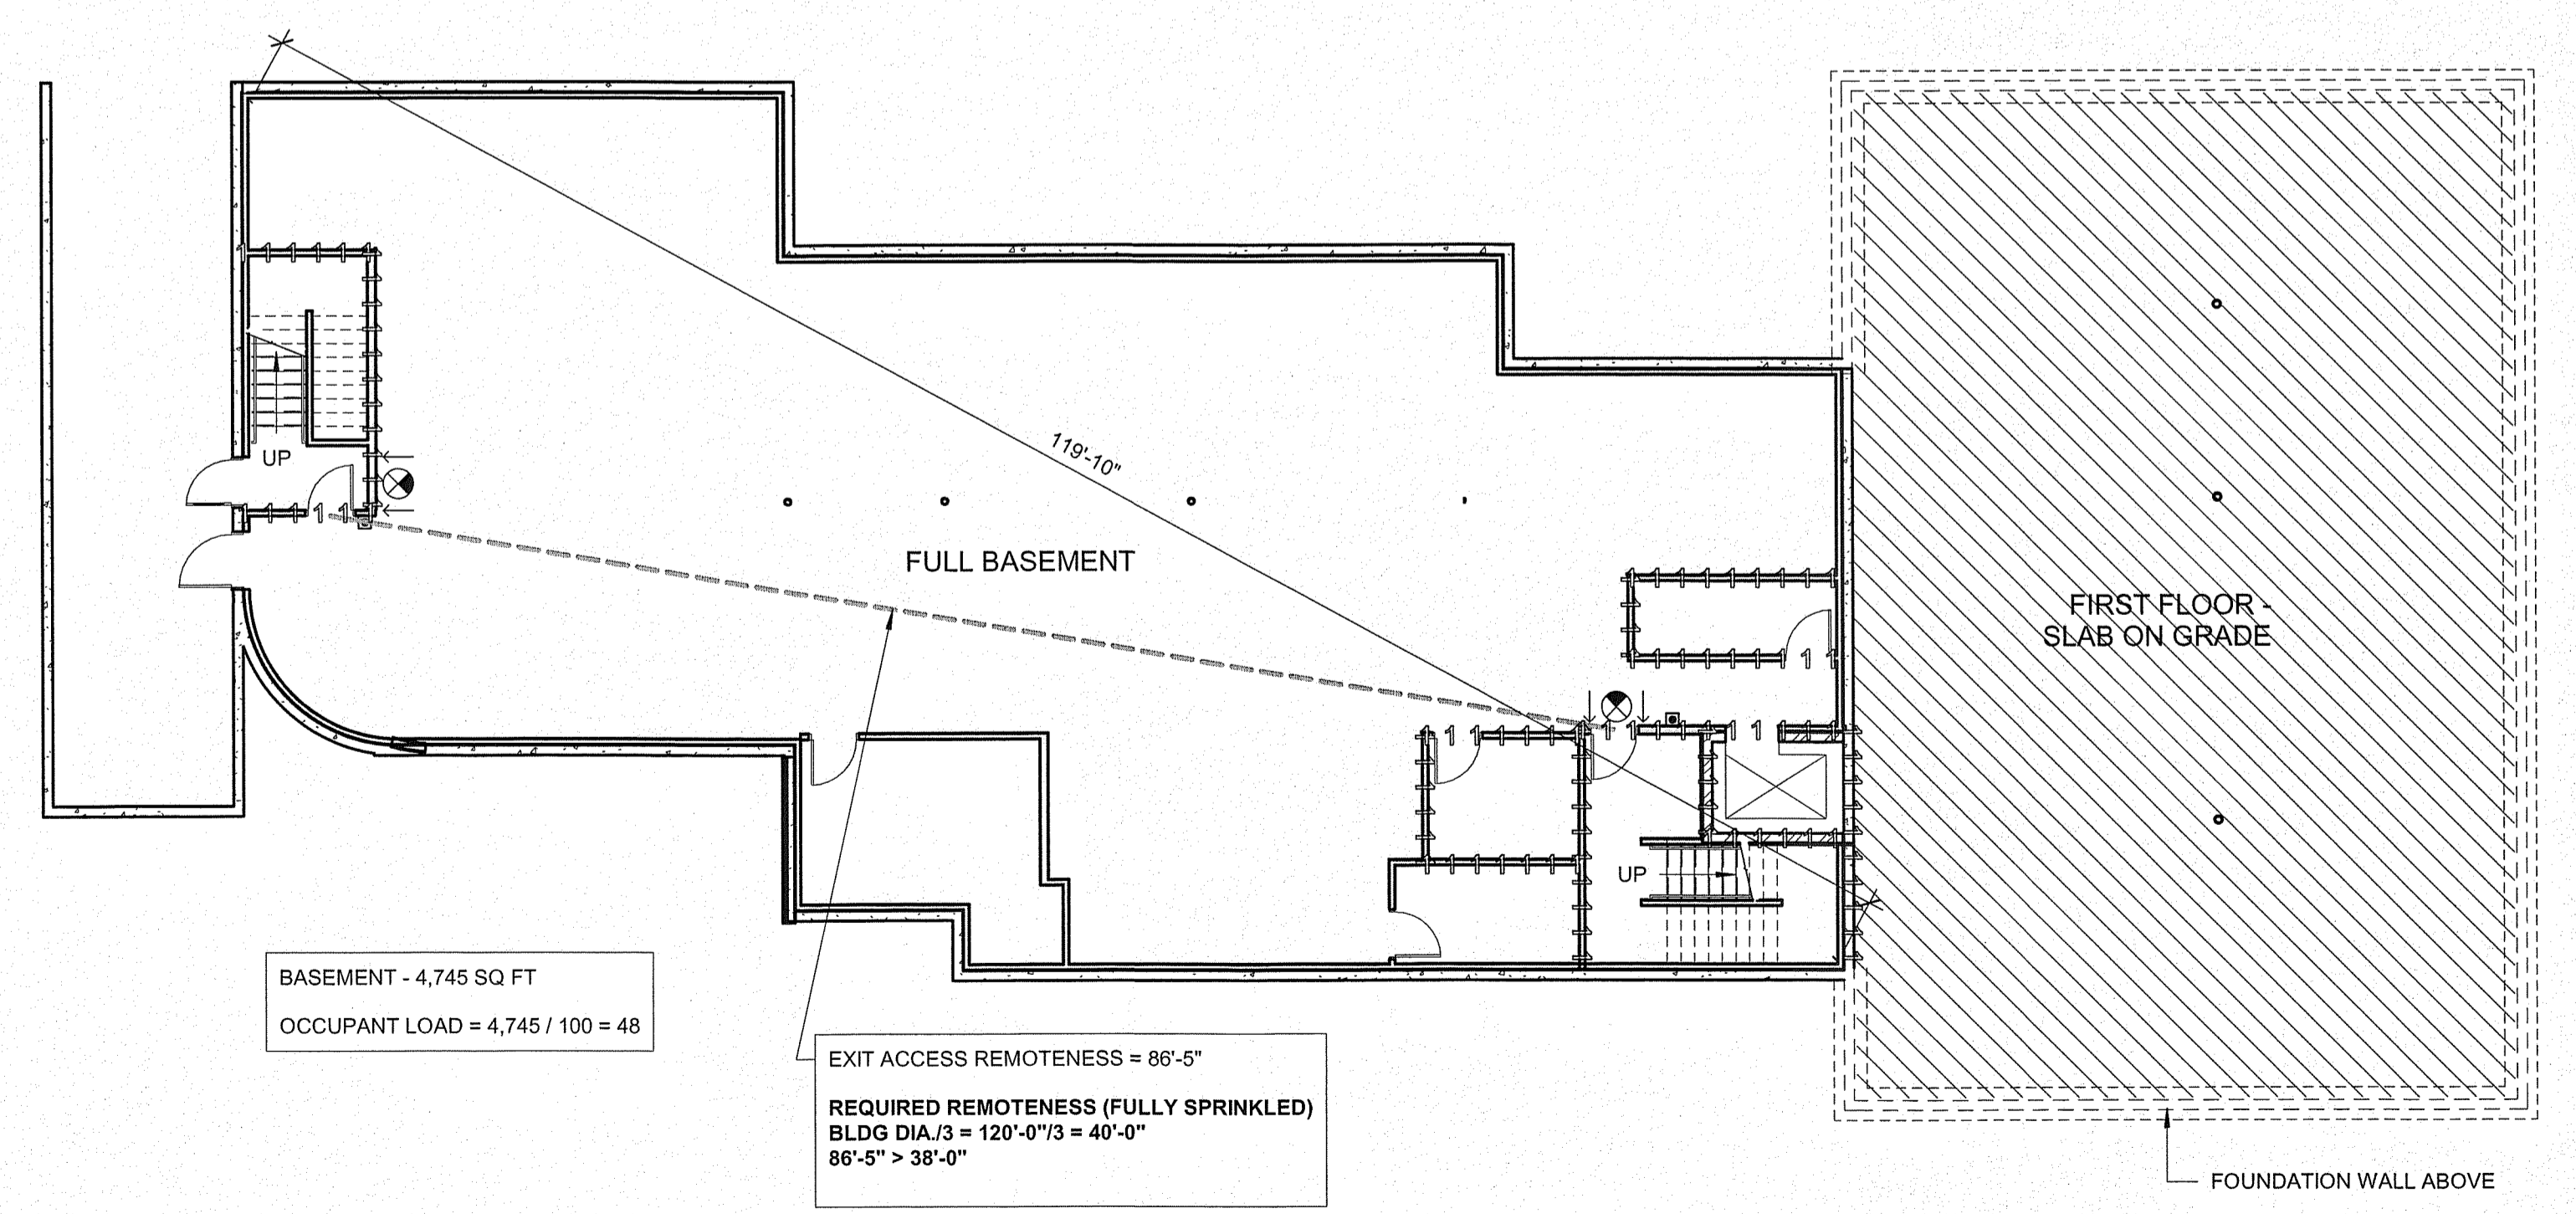 119'-10"
UP
FULL BASEMENT
FIRST FLOOR -
SLAB ON GRADE
UP
BASEMENT - 4,745 SQ FT
OCCUPANT LOAD = 4,745 / 100 = 48
EXIT ACCESS REMOTENESS = 86'-5"
REQUIRED REMOTENESS (FULLY SPRINKLED)
BLDG DIA./3 = 120'-0"/3 = 40'-0"
86'-5" > 38'-0"
FOUNDATION WALL ABOVE